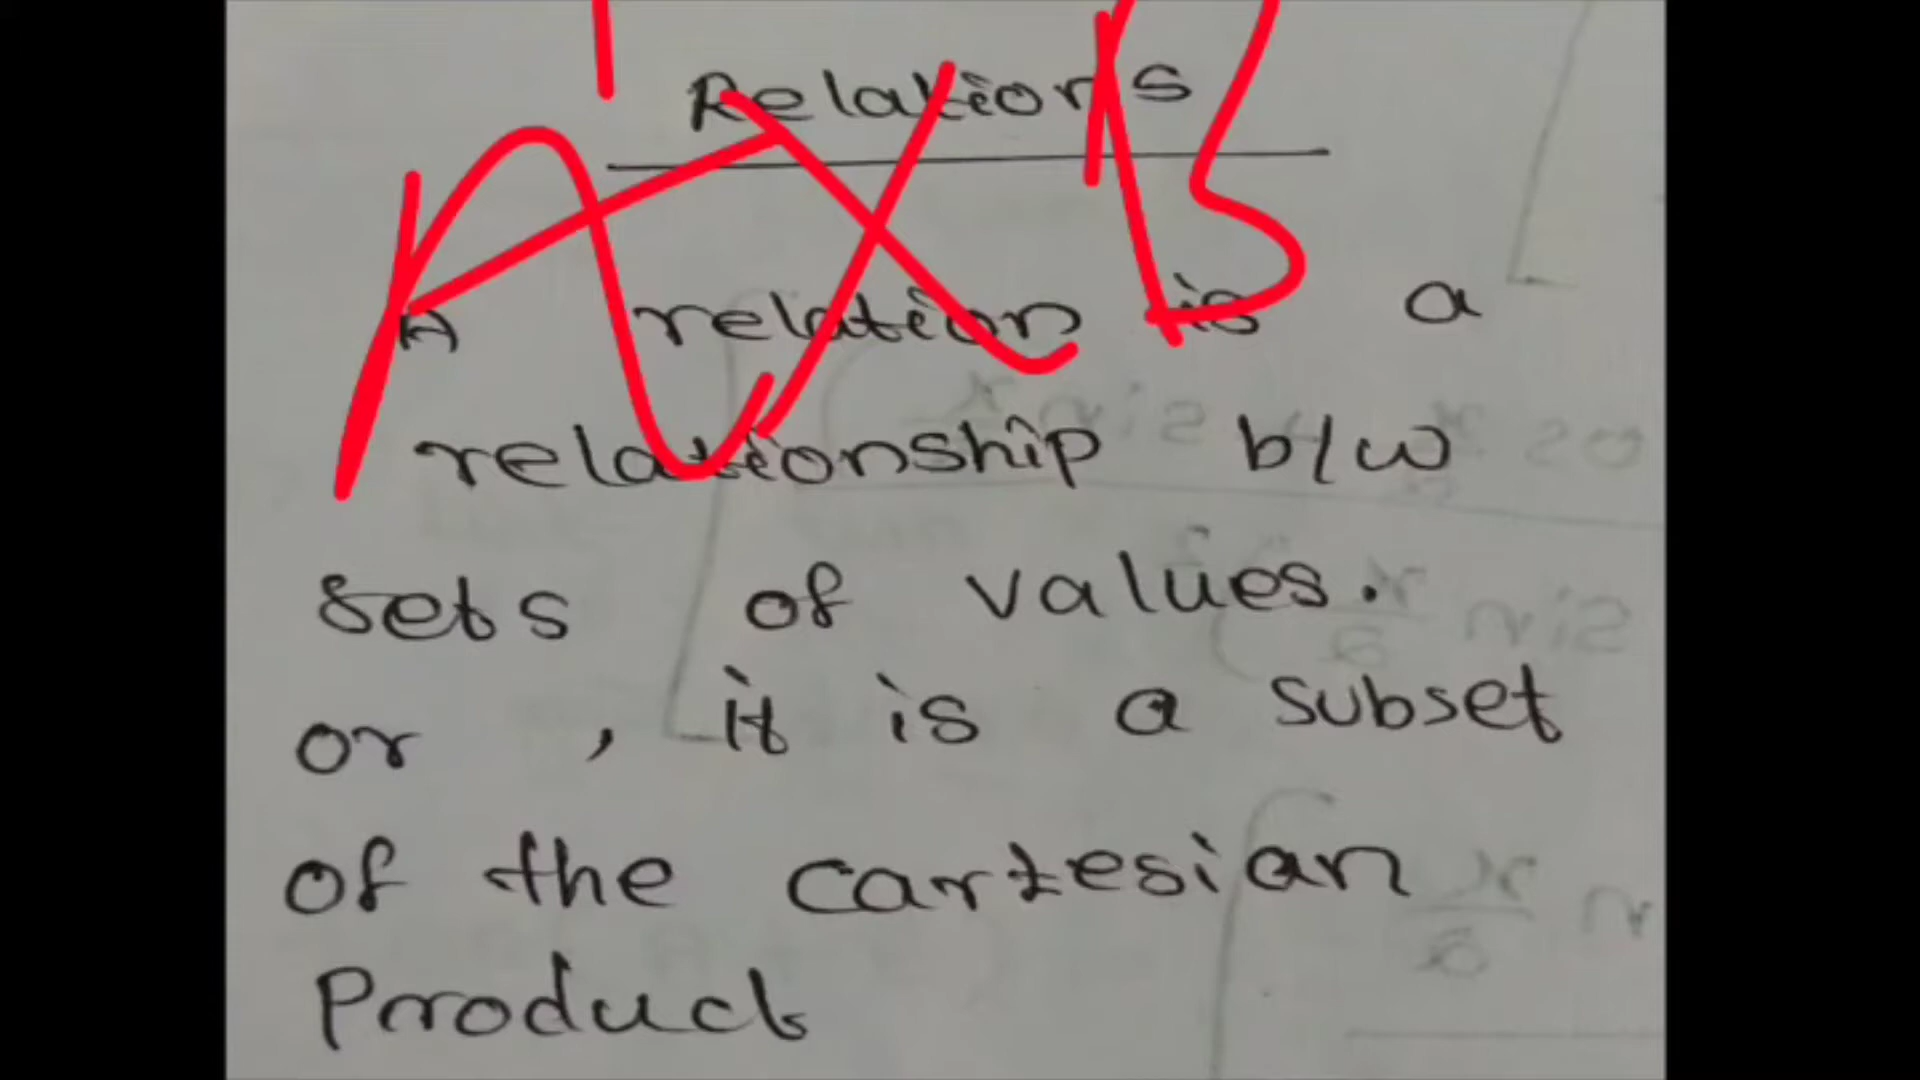 Relations
A × B
A relation is a
relationship b/w
sets of values.
or, it is a subset
of the cartesian
Product